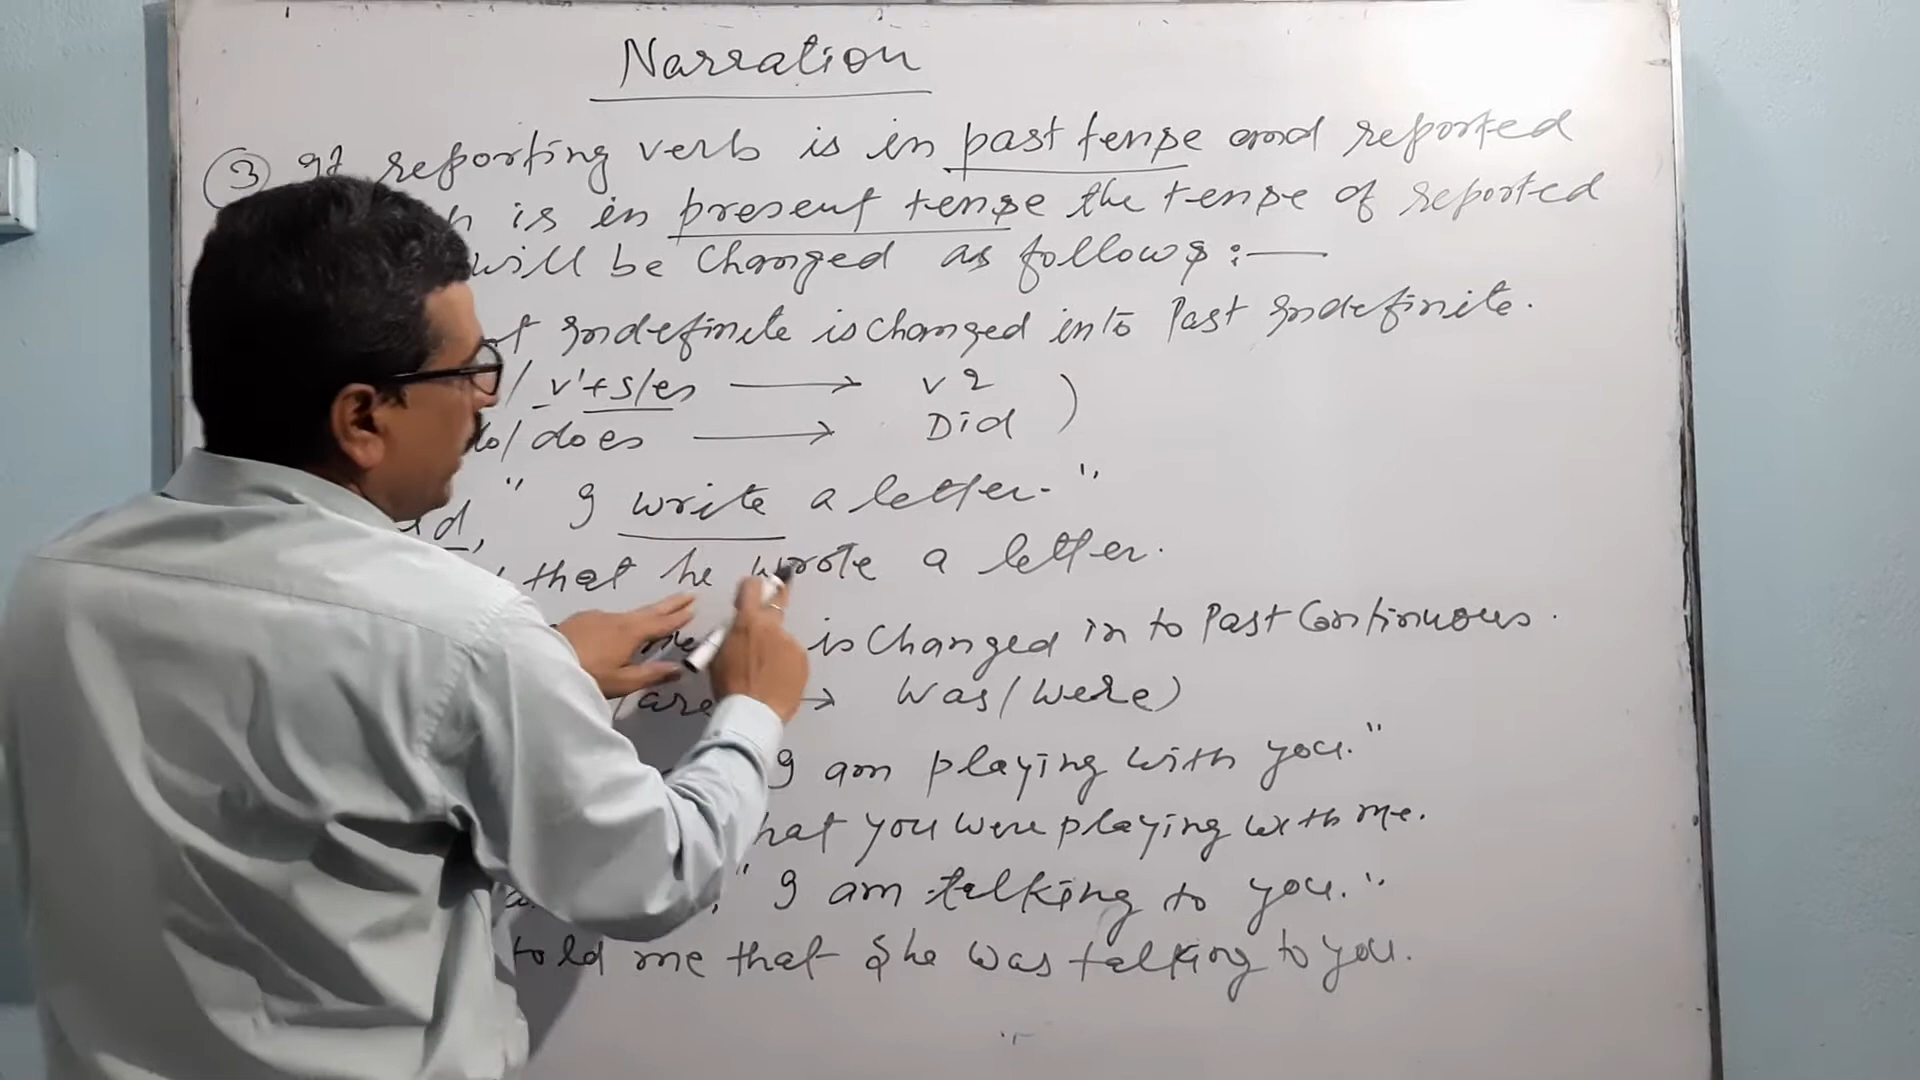 Narration
③ If reporting verb is in past tense and reported
is in present tense the tense of reported
will be changed as follows :—
Indefinite is changed into Past Indefinite.
/ v'+s/es → v2
do/does → Did )
, " I write a letter."
that he wrote a letter.
is changed in to Past Continuous.
/are → was/were)
I am playing with you."
that you were playing with me.
, " I am talking to you."
told me that she was talking to you.